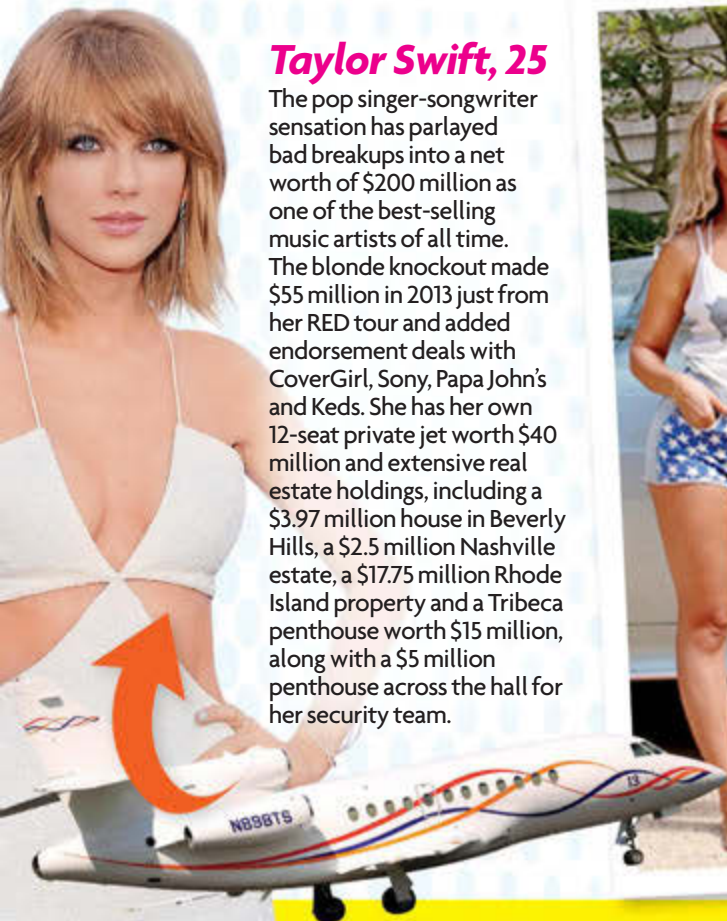 Taylor Swift, 25
The pop singer-songwriter
sensation has parlayed
bad breakups into a net
worth of $200 million as
one of the best-selling
music artists of all time.
The blonde knockout made
$55 million in 2013 just from
her RED tour and added
endorsement deals with
CoverGirl, Sony, Papa John's
and Keds. She has her own
12-seat private jet worth $40
million and extensive real
estate holdings, including a
$3.97 million house in Beverly
Hills, a $2.5 million Nashville
estate, a $17.75 million Rhode
Island property and a Tribeca
penthouse worth $15 million,
along with a $5 million
penthouse across the hall for
her security team.
13
N898TS